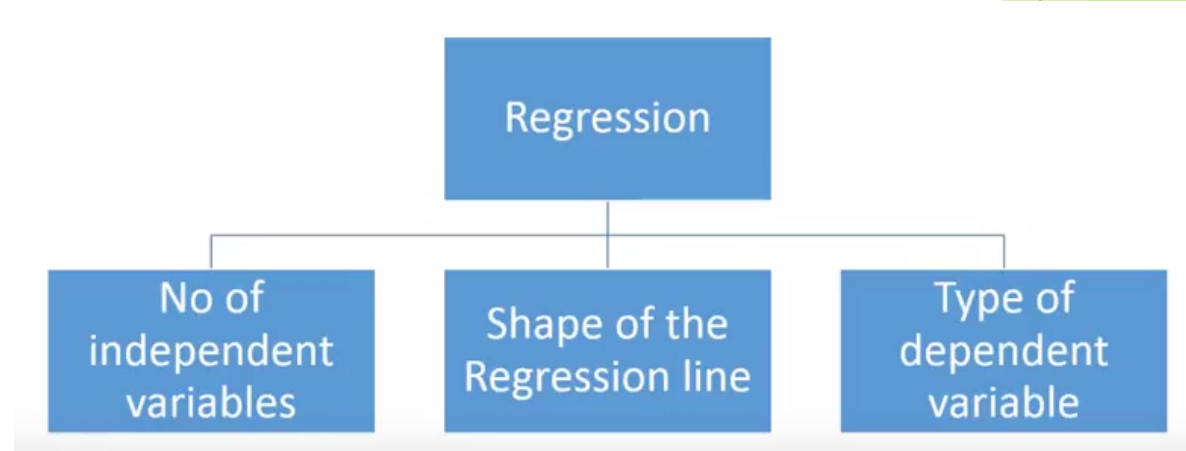 Regression
No of
independent
variables
Shape of the
Regression line
Type of
dependent
variable